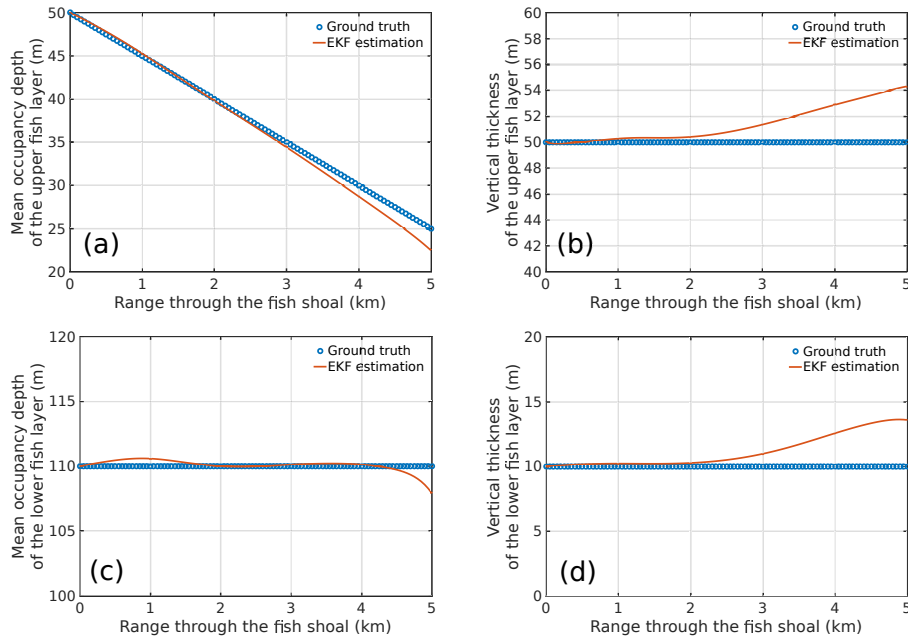 50
45
40
35
30
25
20
Mean occupancy depth
of the upper fish layer (m)
Ground truth
EKF estimation
(a)
0 1 2 3 4 5
Range through the fish shoal (km)
60
58
56
54
52
50
48
46
44
42
40
Vertical thickness
of the upper fish layer (m)
Ground truth
EKF estimation
(b)
0 1 2 3 4 5
Range through the fish shoal (km)
120
115
110
105
100
Mean occupancy depth
of the lower fish layer (m)
Ground truth
EKF estimation
(c)
0 1 2 3 4 5
Range through the fish shoal (km)
20
15
10
5
0
Vertical thickness
of the lower fish layer (m)
Ground truth
EKF estimation
(d)
0 1 2 3 4 5
Range through the fish shoal (km)